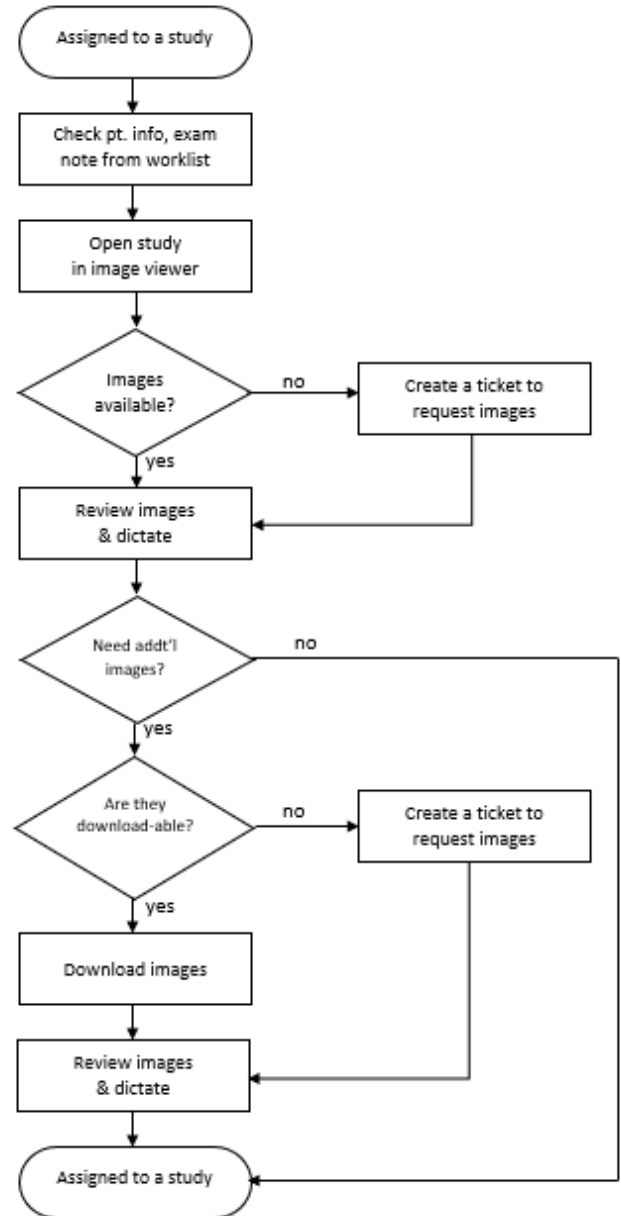 Assigned to a study
Check pt. info, exam
note from worklist
Open study
in image viewer
Images
available?
no
Create a ticket to
request images
yes
Review images
& dictate
Need addt'l
images?
no
yes
Are they
download-able?
no
Create a ticket to
request images
yes
Download images
Review images
& dictate
Assigned to a study